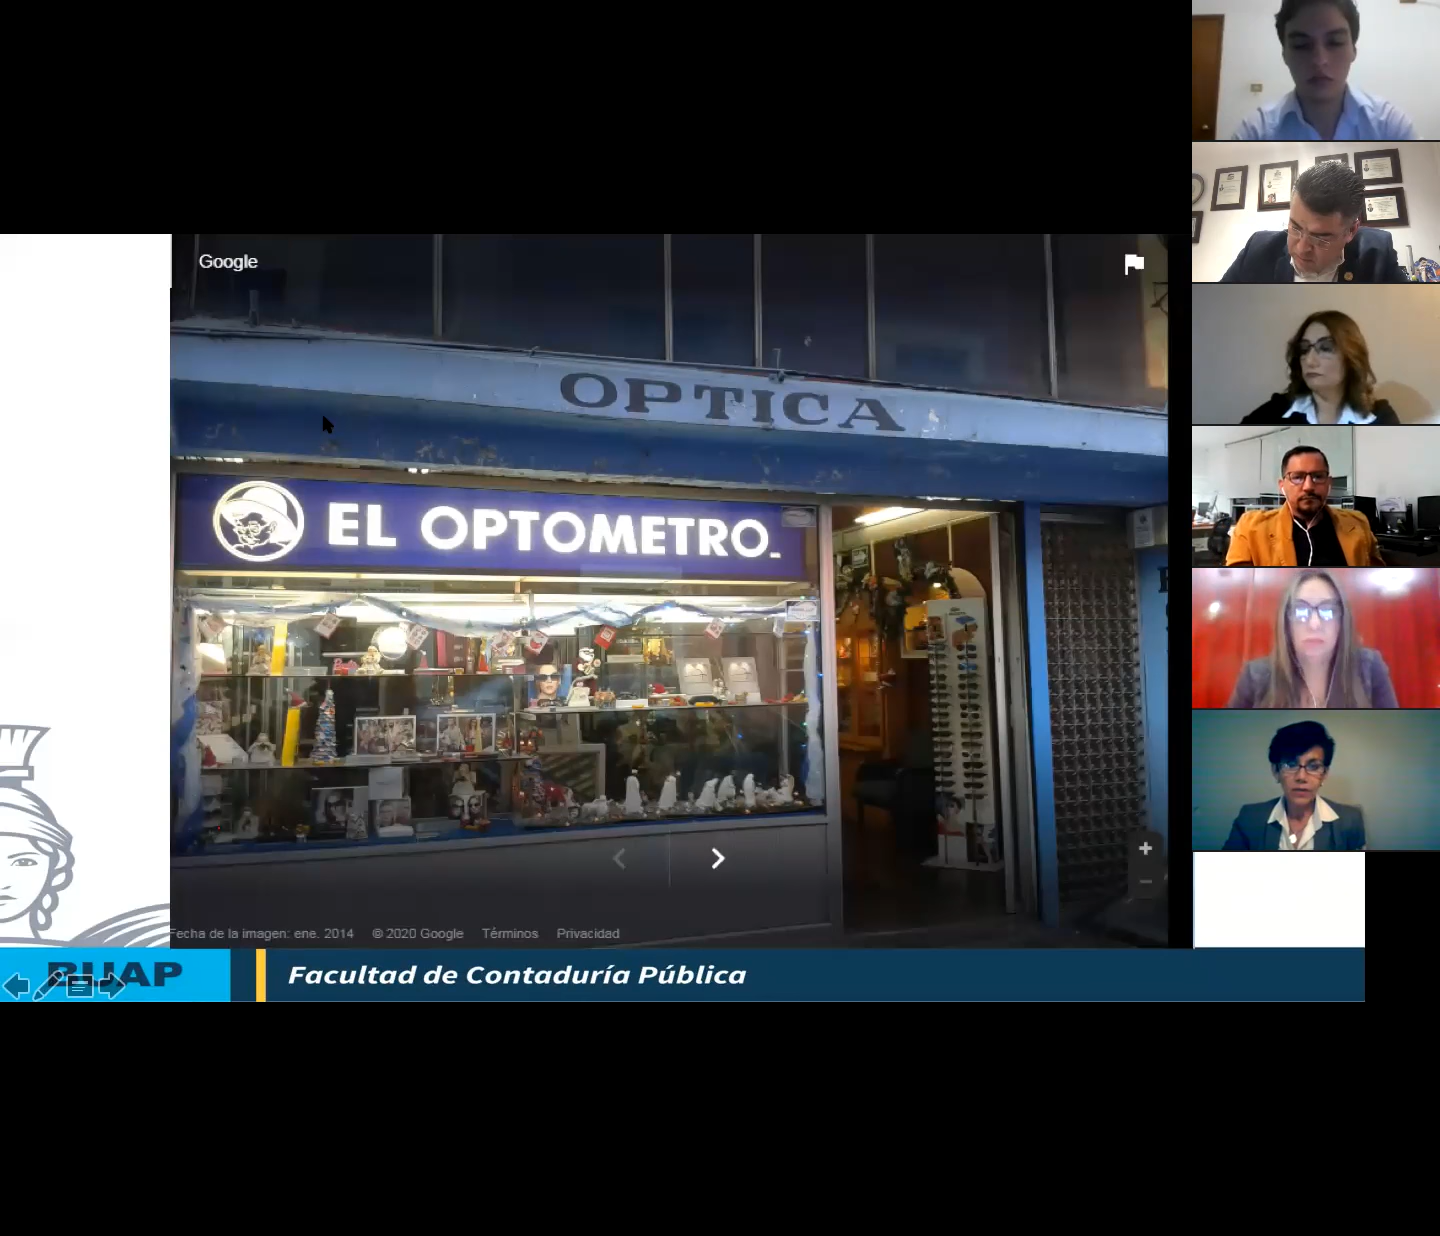 Google
OPTICA
EL OPTOMETRO
Fecha de la imagen: ene. 2014 © 2020 Google Términos Privacidad
BUAP
Facultad de Contaduría Pública